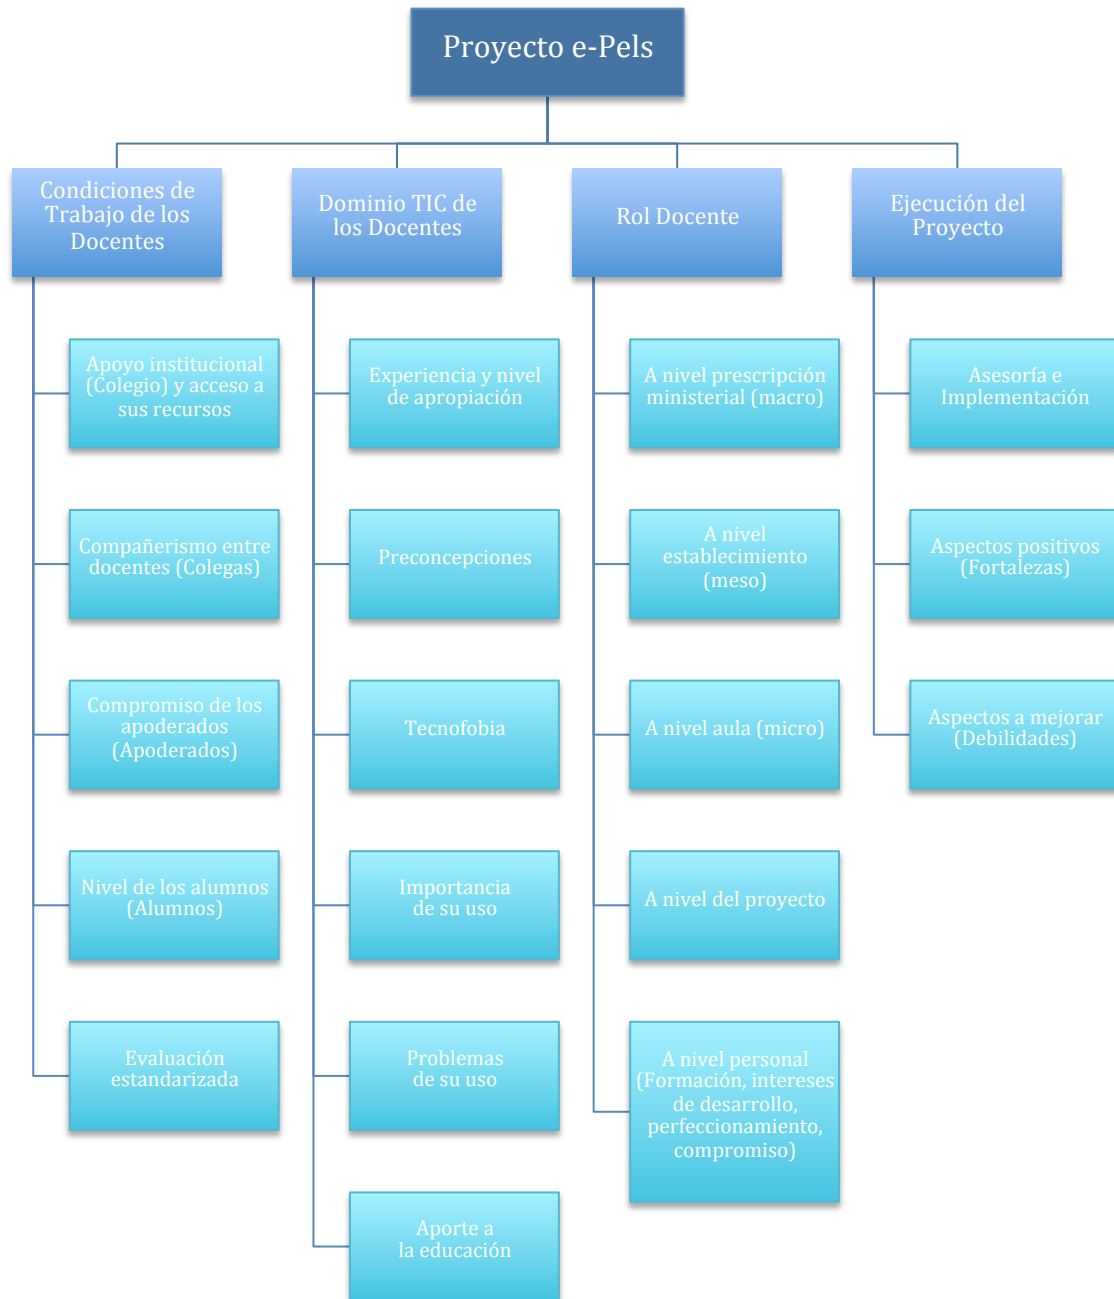 Proyecto e-Pels
Condiciones de
Trabajo de los
Docentes
Apoyo institucional
(Colegio) y acceso a
sus recursos
Compañerismo entre
docentes (Colegas)
Compromiso de los
apoderados
(Apoderados)
Nivel de los alumnos
(Alumnos)
Evaluación
estandarizada
Dominio TIC de
los Docentes
Experiencia y nivel
de apropiación
Preconcepciones
Tecnofobia
Importancia
de su uso
Problemas
de su uso
Aporte a
la educación
Rol Docente
A nivel prescripción
ministerial (macro)
A nivel
establecimiento
(meso)
A nivel aula (micro)
A nivel del proyecto
A nivel personal
(Formación, intereses
de desarrollo,
perfeccionamiento,
compromiso)
Ejecución del
Proyecto
Asesoría e
Implementación
Aspectos positivos
(Fortalezas)
Aspectos a mejorar
(Debilidades)